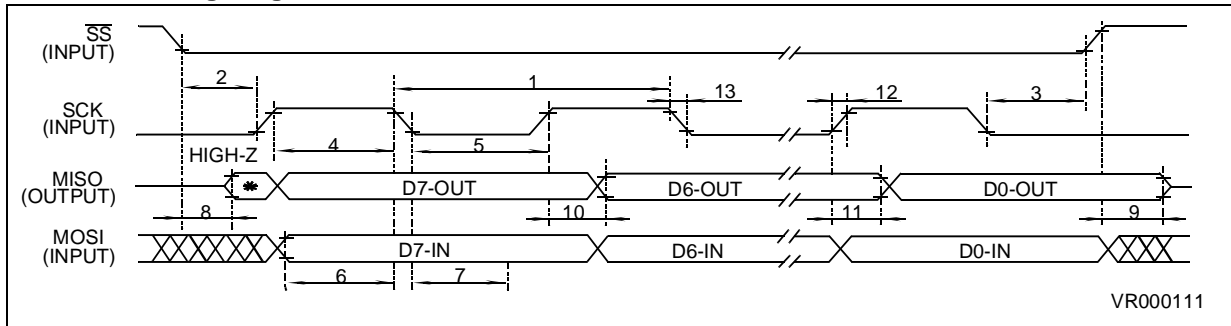 SS
(INPUT)
2
1
13
12
3
SCK
(INPUT)
4
5
HIGH-Z
MISO
(OUTPUT)
*
D7-OUT
D6-OUT
D0-OUT
8
10
11
9
MOSI
(INPUT)
D7-IN
D6-IN
D0-IN
6
7
VR000111